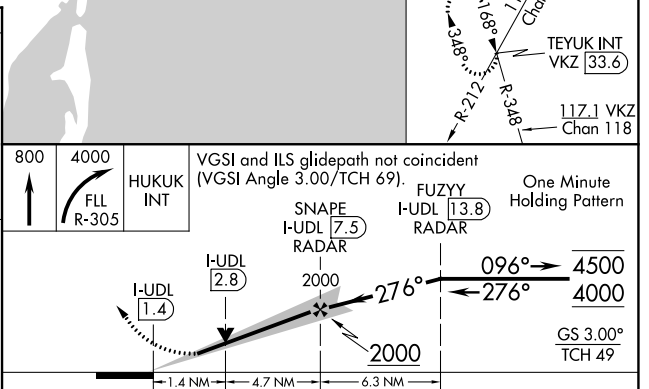 168°
348°
TEYUK INT
VKZ 33.6
R-212
R-348
117.1 VKZ
Chan 118
800
4000
FLL
R-305
HUKUK
INT
VGSI and ILS glidepath not coincident
(VGSI Angle 3.00/TCH 69).
FUZYY
I-UDL 13.8
RADAR
One Minute
Holding Pattern
SNAPE
I-UDL 7.5
RADAR
I-UDL
2.8
I-UDL
1.4
2000
276°
096°
276°
4500
4000
2000
GS 3.00°
TCH 49
1.4 NM
4.7 NM
6.3 NM